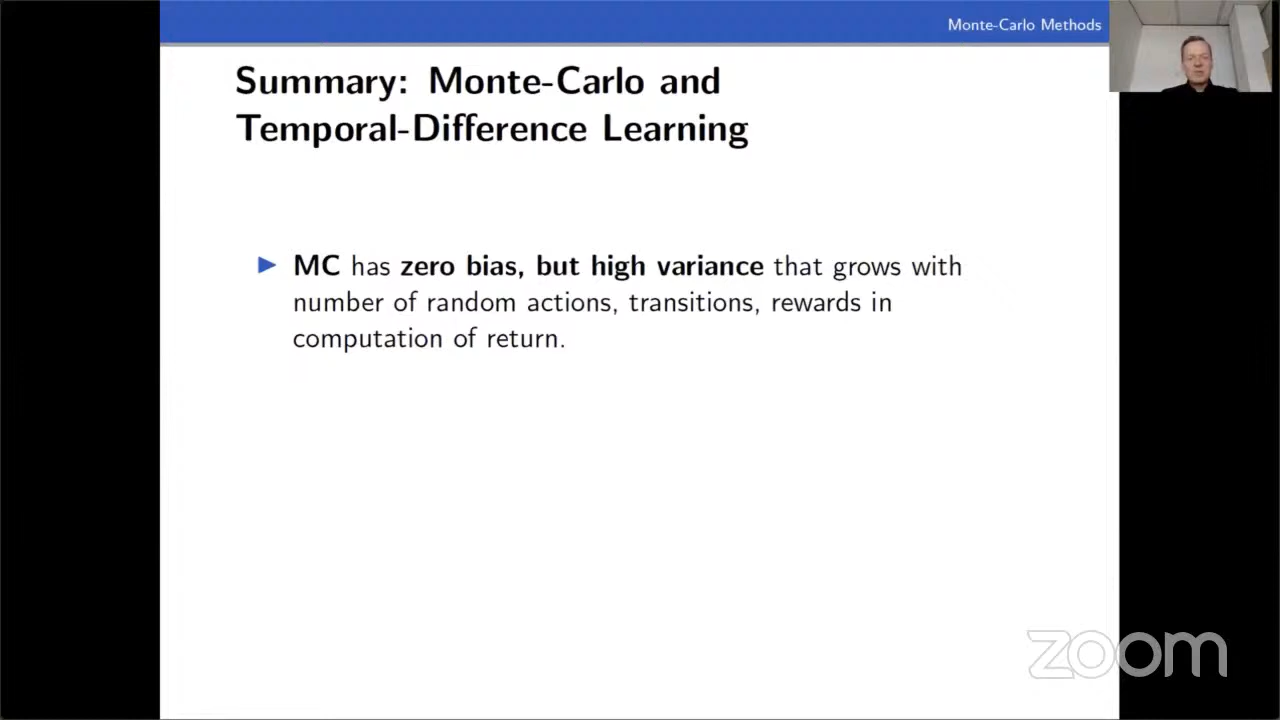 Monte-Carlo Methods
Summary: Monte-Carlo and
Temporal-Difference Learning
▶ MC has zero bias, but high variance that grows with
number of random actions, transitions, rewards in
computation of return.
zoom